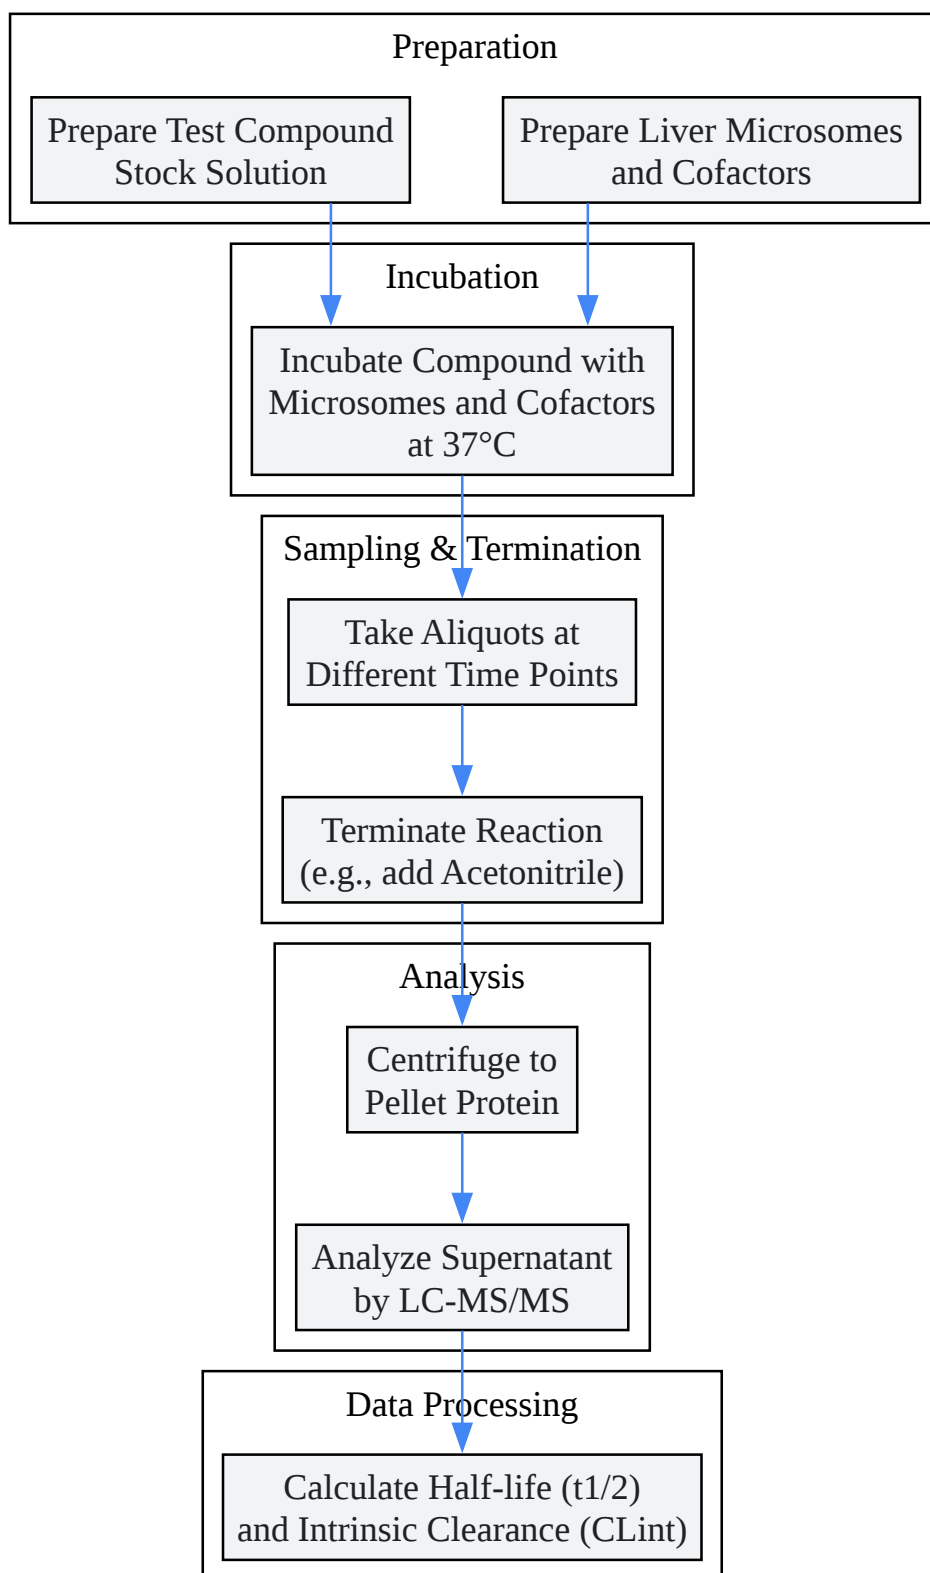 Preparation
Prepare Test Compound
Stock Solution
Prepare Liver Microsomes
and Cofactors
Incubation
Incubate Compound with
Microsomes and Cofactors
at 37°C
Sampling & Termination
Take Aliquots at
Different Time Points
Terminate Reaction
(e.g., add Acetonitrile)
Analysis
Centrifuge to
Pellet Protein
Analyze Supernatant
by LC-MS/MS
Data Processing
Calculate Half-life (t1/2)
and Intrinsic Clearance (CLint)